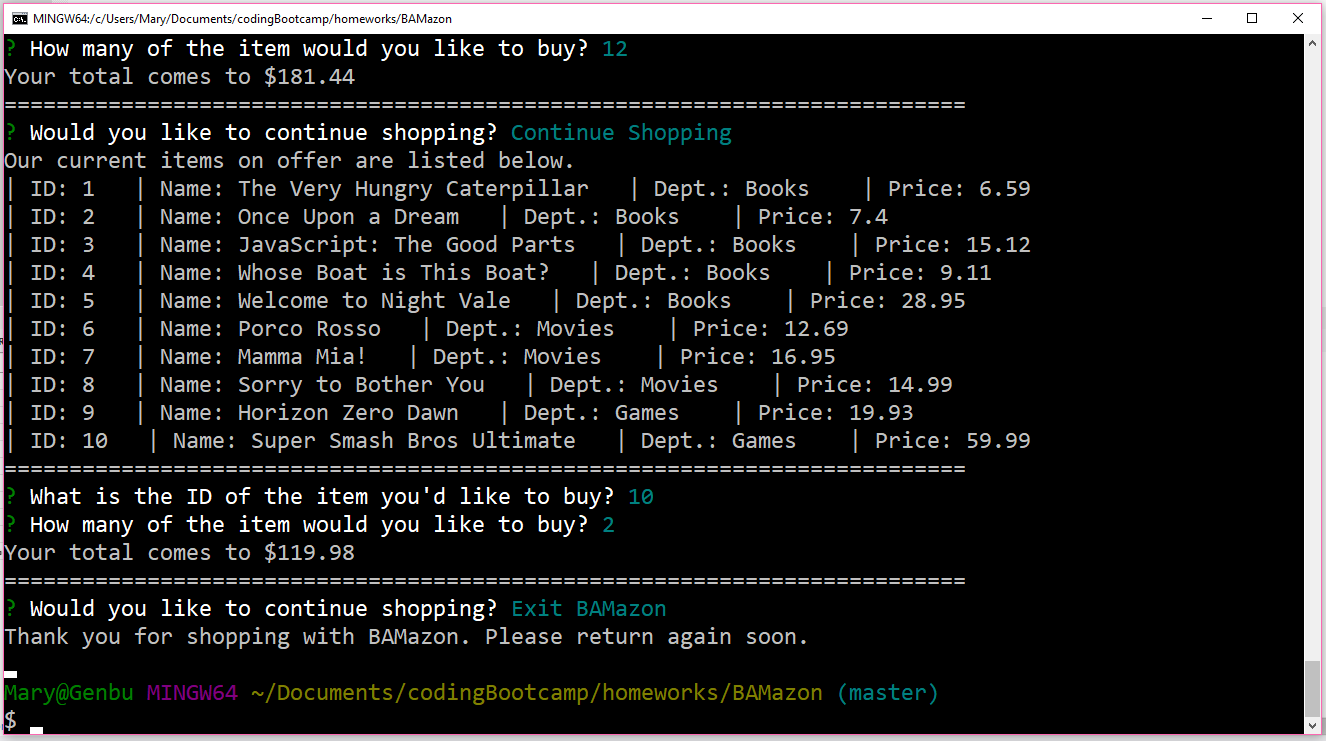 MINGW64:/c/Users/Mary/Documents/codingBootcamp/homeworks/BAMazon
? How many of the item would you like to buy? 12
Your total comes to $181.44
==========================================================================
? Would you like to continue shopping? Continue Shopping
Our current items on offer are listed below.
| ID: 1   | Name: The Very Hungry Caterpillar   | Dept.: Books    | Price: 6.59
| ID: 2   | Name: Once Upon a Dream   | Dept.: Books    | Price: 7.4
| ID: 3   | Name: JavaScript: The Good Parts   | Dept.: Books    | Price: 15.12
| ID: 4   | Name: Whose Boat is This Boat?   | Dept.: Books    | Price: 9.11
| ID: 5   | Name: Welcome to Night Vale   | Dept.: Books    | Price: 28.95
| ID: 6   | Name: Porco Rosso   | Dept.: Movies    | Price: 12.69
| ID: 7   | Name: Mamma Mia!   | Dept.: Movies    | Price: 16.95
| ID: 8   | Name: Sorry to Bother You   | Dept.: Movies    | Price: 14.99
| ID: 9   | Name: Horizon Zero Dawn   | Dept.: Games    | Price: 19.93
| ID: 10   | Name: Super Smash Bros Ultimate   | Dept.: Games    | Price: 59.99
==========================================================================
? What is the ID of the item you'd like to buy? 10
? How many of the item would you like to buy? 2
Your total comes to $119.98
==========================================================================
? Would you like to continue shopping? Exit BAMazon
Thank you for shopping with BAMazon. Please return again soon.
Mary@Genbu MINGW64 ~/Documents/codingBootcamp/homeworks/BAMazon (master)
$